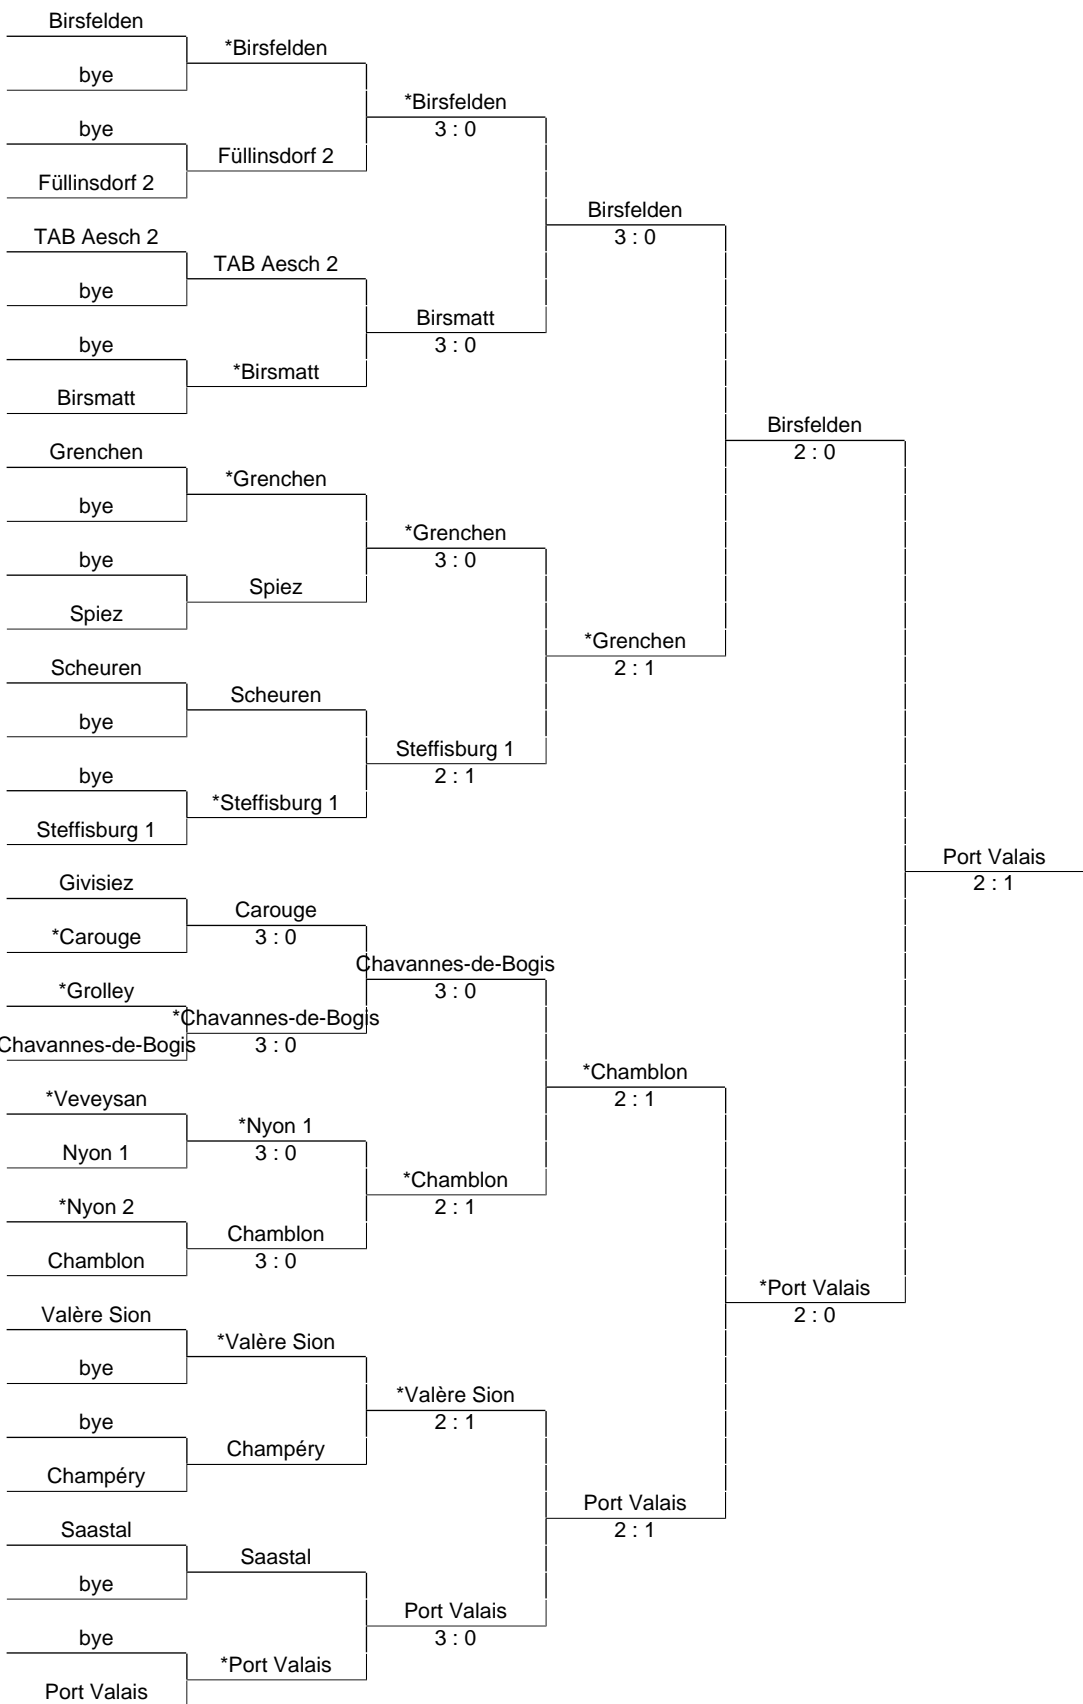 Birsfelden
*Birsfelden
bye
*Birsfelden
3 : 0
bye
Füllinsdorf 2
Füllinsdorf 2
Birsfelden
3 : 0
TAB Aesch 2
TAB Aesch 2
bye
Birsmatt
3 : 0
bye
*Birsmatt
Birsmatt
Birsfelden
2 : 0
Grenchen
*Grenchen
bye
*Grenchen
3 : 0
bye
Spiez
Spiez
*Grenchen
2 : 1
Scheuren
Scheuren
bye
Steffisburg 1
2 : 1
bye
*Steffisburg 1
Steffisburg 1
Port Valais
2 : 1
Givisiez
Carouge
3 : 0
*Carouge
Chavannes-de-Bogis
3 : 0
*Grolley
*Chavannes-de-Bogis
3 : 0
Chavannes-de-Bogis
*Chamblon
2 : 1
*Veveysan
*Nyon 1
3 : 0
Nyon 1
*Chamblon
2 : 1
*Nyon 2
Chamblon
3 : 0
Chamblon
*Port Valais
2 : 0
Valère Sion
*Valère Sion
bye
*Valère Sion
2 : 1
bye
Champéry
Champéry
Port Valais
2 : 1
Saastal
Saastal
bye
Port Valais
3 : 0
bye
*Port Valais
Port Valais